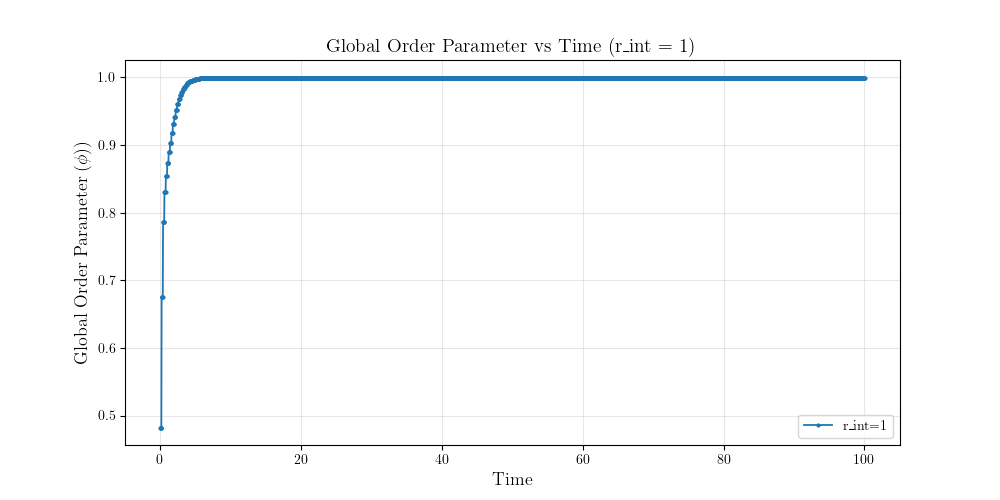 Global Order Parameter vs Time (r_int = 1)
Global Order Parameter (ϕ))
1.0
0.9
0.8
0.7
0.6
0.5
r_int=1
0 20 40 60 80 100
Time